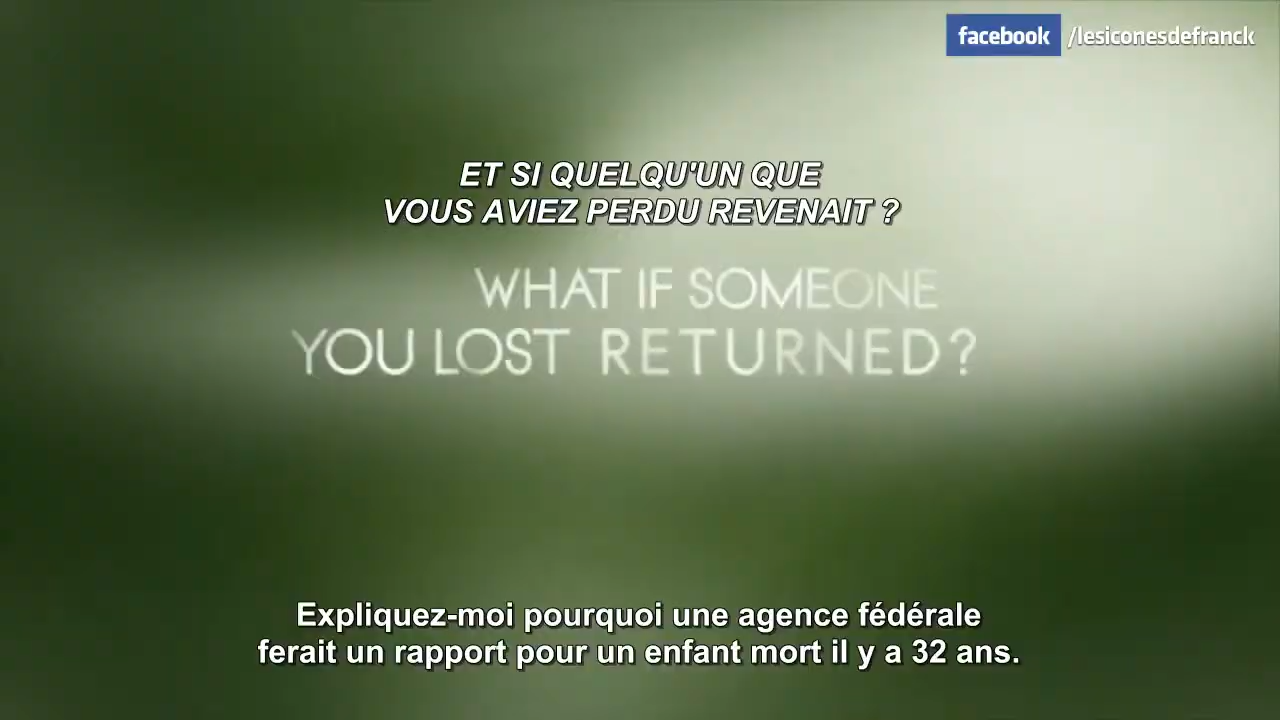 facebook /lesiconesdefranck
ET SI QUELQU'UN QUE
VOUS AVIEZ PERDU REVENAIT ?
WHAT IF SOMEONE
YOU LOST RETURNED?
Expliquez-moi pourquoi une agence fédérale
ferait un rapport pour un enfant mort il y a 32 ans.